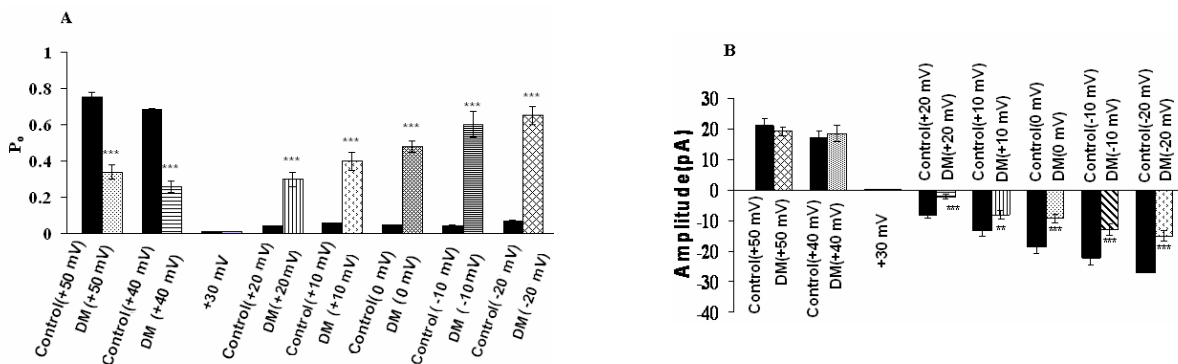 A
P₀
1
0.8
0.6
0.4
0.2
0
***
***
***
***
***
***
***
Control(+50 mV)
DM (+50 mV)
Control(+40 mV)
DM (+40 mV)
+30 mV
Control(+20 mV)
DM(+20mV)
Control(+10 mV)
DM (+10 mV)
Control(0 mV)
DM ( 0 mV)
Control( -10 mV)
DM ( -10 mV)
Control(-20 mV)
DM(-20 mV)
B
Amplitude(pA)
30
20
10
0
-10
-20
-30
-40
Control(+50 mV)
DM(+50 mV)
Control(+40 mV)
DM(+40 mV)
+30 mV
Control(+20 mV)
DM(+20 mV)
Control(+10 mV)
DM(+10 mV)
Control(0 mV)
DM(0 mV)
Control(-10 mV)
DM(-10 mV)
Control(-20 mV)
DM(-20 mV)
***
**
***
***
***